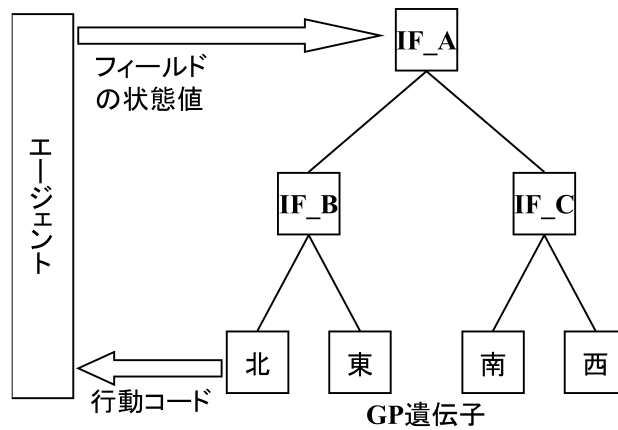 IF_A
フィールド
の状態値
エージェント
IF_B
IF_C
北
東
南
西
行動コード
GP遺伝子